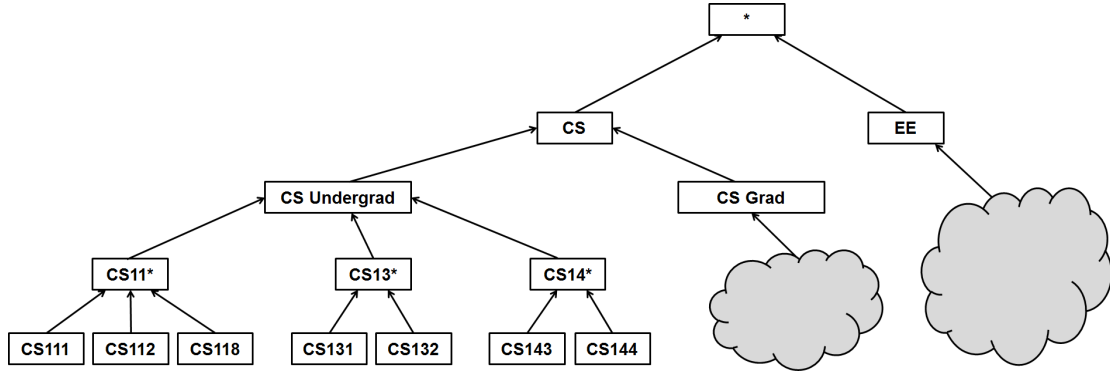 *
CS
EE
CS Undergrad
CS Grad
CS11*
CS13*
CS14*
CS111
CS112
CS118
CS131
CS132
CS143
CS144